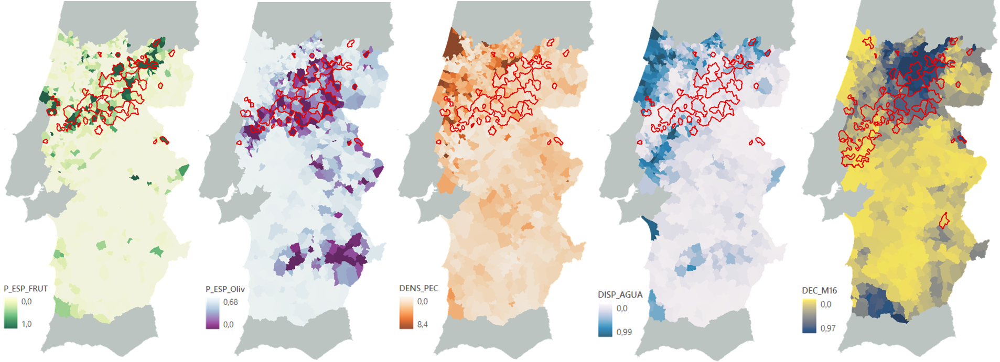 P_ESP_FRUT
0,0
1,0
P_ESP_Oliv
0,68
0,0
DENS_PEC
0,0
8,4
DISP_AGUA
0,0
0,99
DEC_M16
0,0
0,97